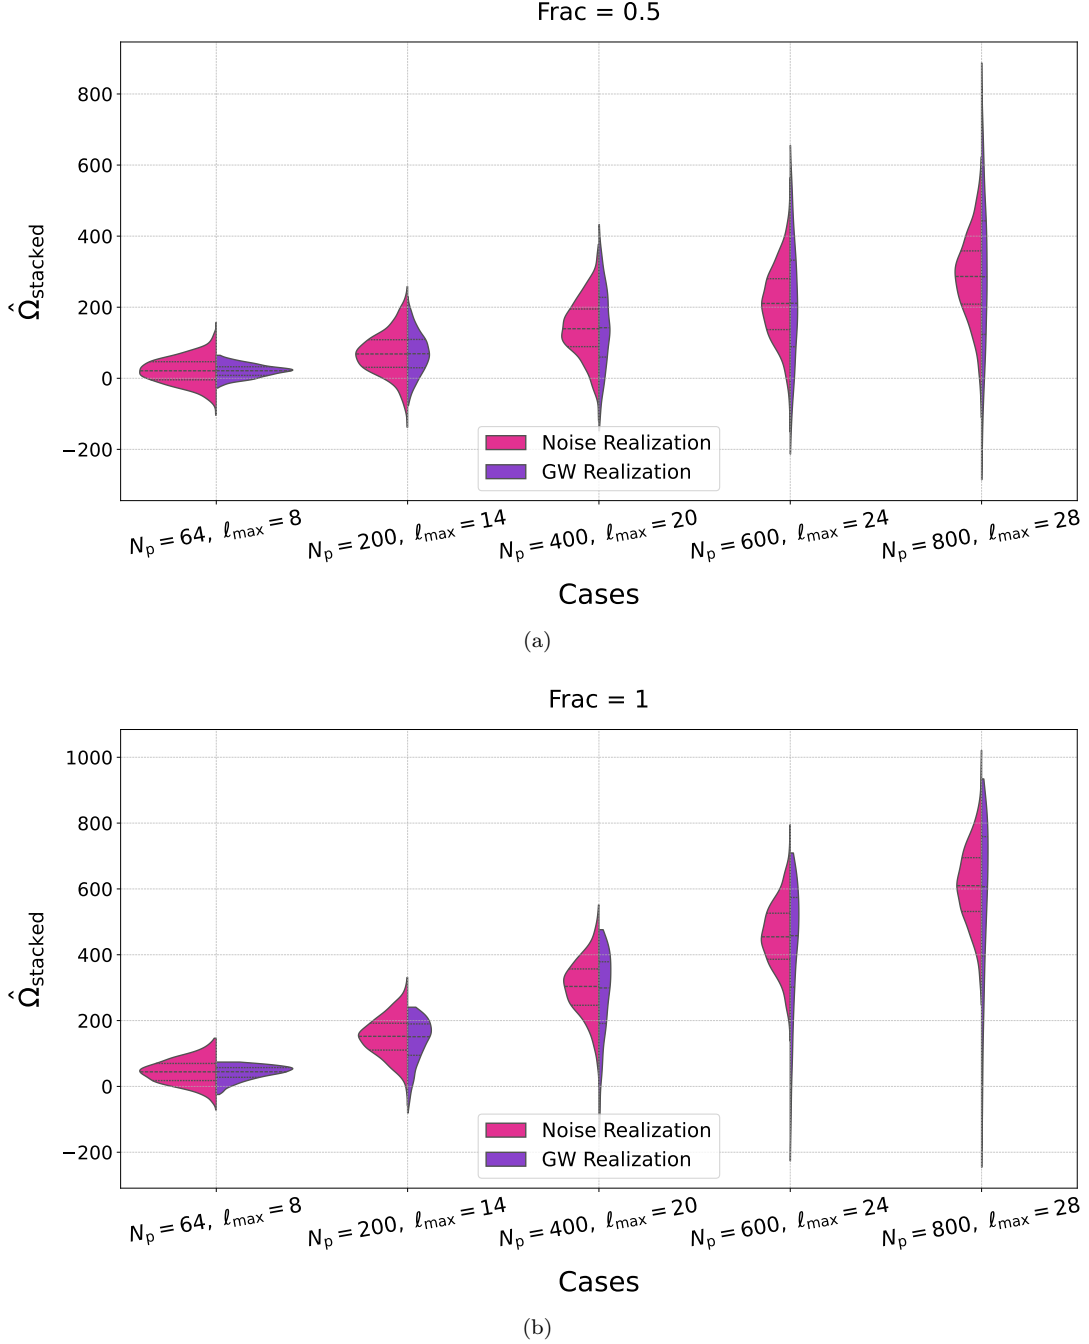 Frac = 0.5
800
600
400
200
0
−200
Ω̂stacked
Noise Realization
GW Realization
Np = 64, ℓmax = 8
Np = 200, ℓmax = 14
Np = 400, ℓmax = 20
Np = 600, ℓmax = 24
Np = 800, ℓmax = 28
Cases
(a)
Frac = 1
1000
800
600
400
200
0
−200
Ω̂stacked
Noise Realization
GW Realization
Np = 64, ℓmax = 8
Np = 200, ℓmax = 14
Np = 400, ℓmax = 20
Np = 600, ℓmax = 24
Np = 800, ℓmax = 28
Cases
(b)